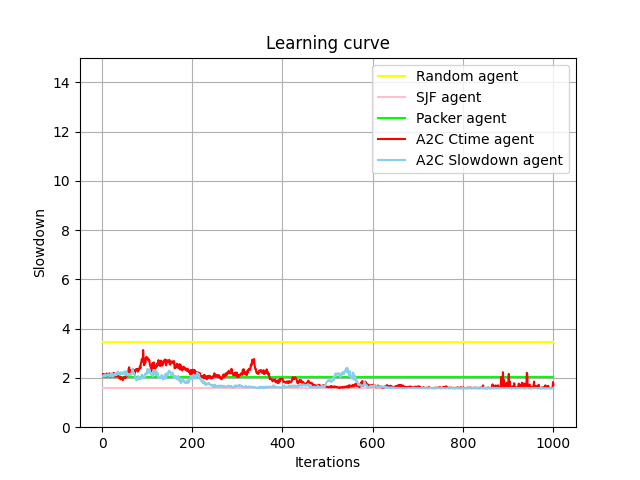 Learning curve
Random agent
SJF agent
Packer agent
A2C Ctime agent
A2C Slowdown agent
Slowdown
14
12
10
8
6
4
2
0
0 200 400 600 800 1000
Iterations